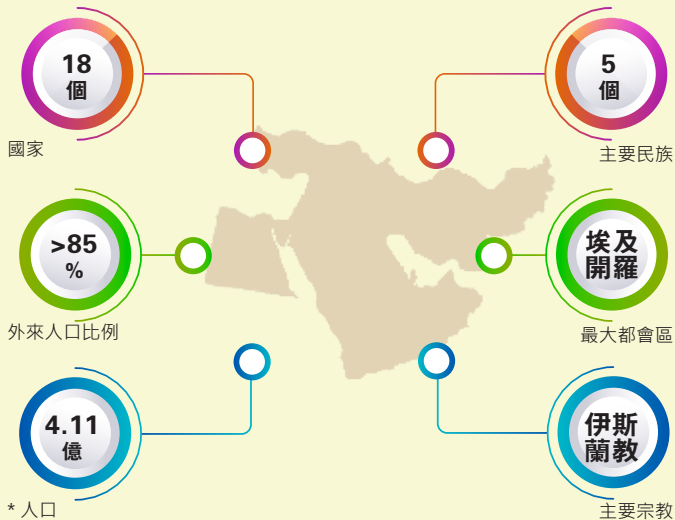 18
個
國家
5
個
主要民族
>85
%
外來人口比例
埃及
開羅
最大都會區
4.11
億
* 人口
伊斯
蘭教
主要宗教